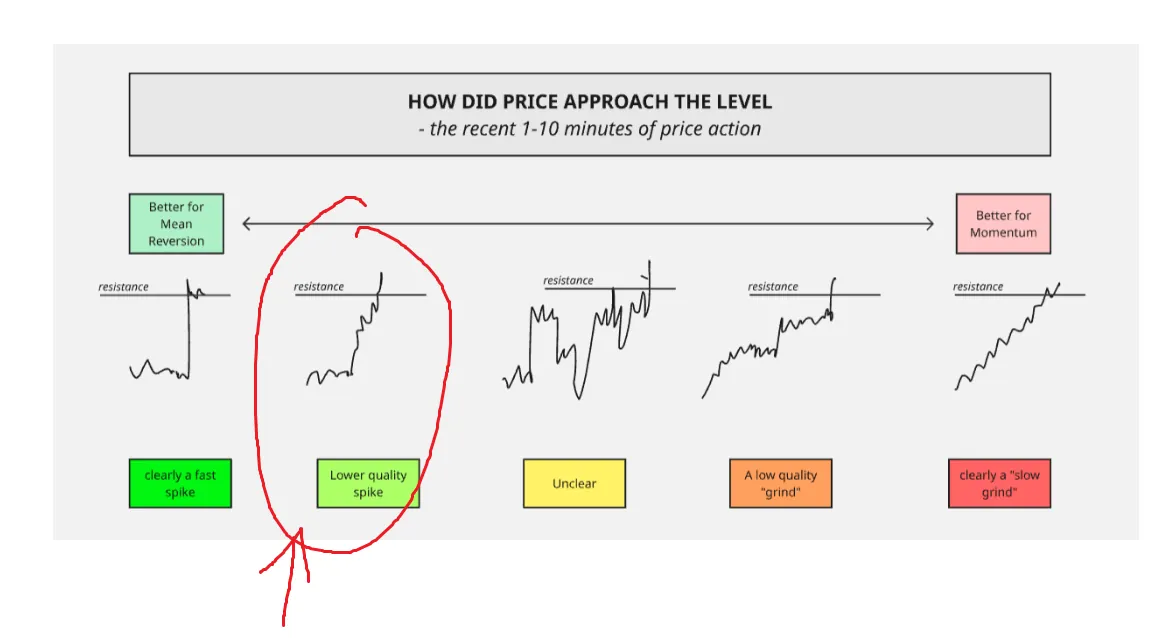 HOW DID PRICE APPROACH THE LEVEL
- the recent 1-10 minutes of price action
Better for
Mean
Reversion
Better for
Momentum
resistance
resistance
resistance
resistance
resistance
clearly a fast
spike
Lower quality
spike
Unclear
A low quality
"grind"
clearly a "slow
grind"